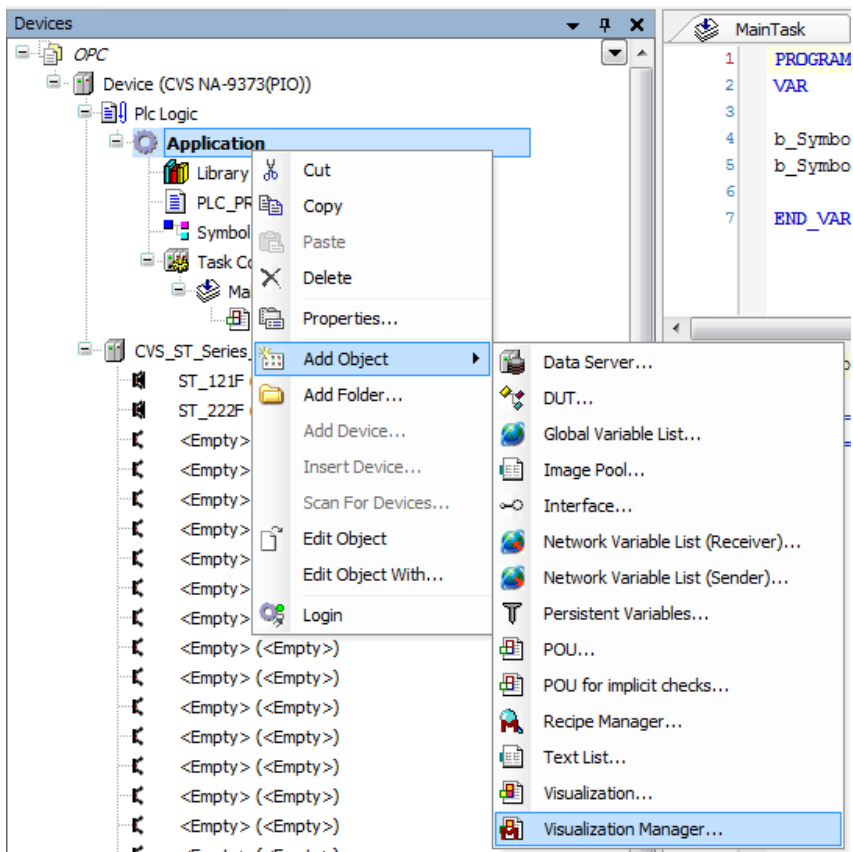 Devices
OPC
Device (CVS NA-9373(PIO))
Plc Logic
Application
Library
PLC_PR
Symbol
Task Co
Ma
CVS_ST_Series_
ST_121F
ST_222F
<Empty>
<Empty>
<Empty>
<Empty>
<Empty>
<Empty>
<Empty>
<Empty> (<Empty>)
<Empty> (<Empty>)
<Empty> (<Empty>)
<Empty> (<Empty>)
<Empty> (<Empty>)
<Empty> (<Empty>)
<Empty> (<Empty>)
Cut
Copy
Paste
Delete
Properties...
Add Object
Add Folder...
Add Device...
Insert Device...
Scan For Devices...
Edit Object
Edit Object With...
Login
Data Server...
DUT...
Global Variable List...
Image Pool...
Interface...
Network Variable List (Receiver)...
Network Variable List (Sender)...
Persistent Variables...
POU...
POU for implicit checks...
Recipe Manager...
Text List...
Visualization...
Visualization Manager...
MainTask
1 PROGRAM
2 VAR
3
4 b_Symbo
5 b_Symbo
6
7 END_VAR